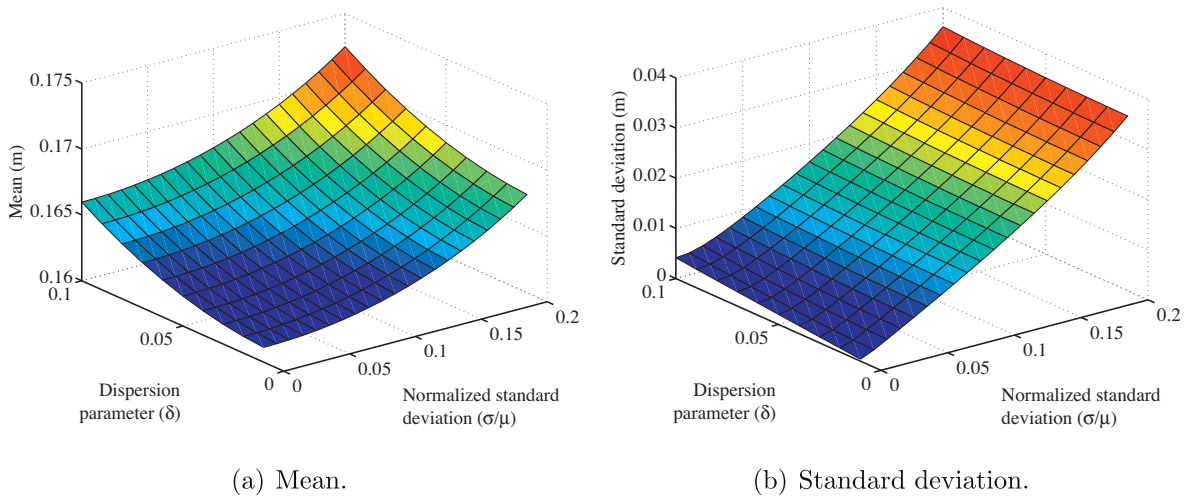 0.175
0.17
0.165
0.16
Mean (m)
0.1
0.05
0
Dispersion
parameter (δ)
0
0.05
0.1
0.15
0.2
Normalized standard
deviation (σ/μ)
(a) Mean.
0.04
0.03
0.02
0.01
0
Standard deviation (m)
0.1
0.05
0
Dispersion
parameter (δ)
0
0.05
0.1
0.15
0.2
Normalized standard
deviation (σ/μ)
(b) Standard deviation.